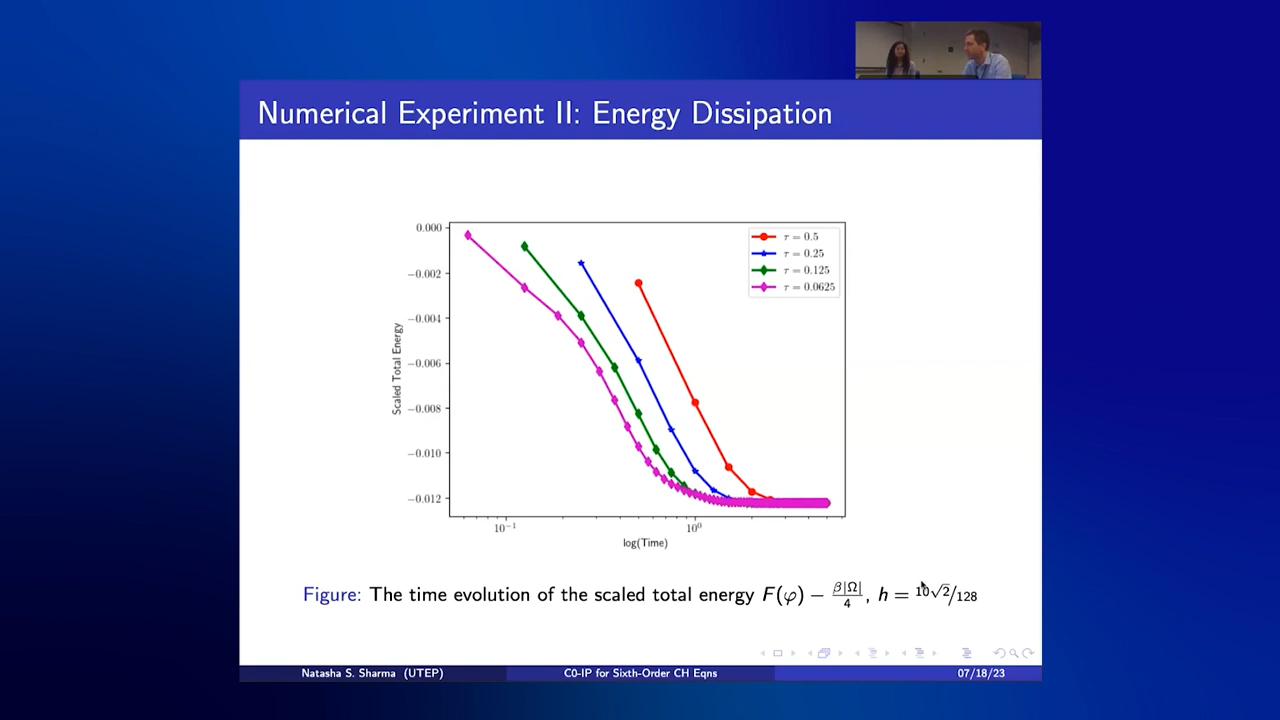 Numerical Experiment II: Energy Dissipation
0.000
−0.002
−0.004
−0.006
−0.008
−0.010
−0.012
Scaled Total Energy
τ = 0.5
τ = 0.25
τ = 0.125
τ = 0.0625
10⁻¹
10⁰
log(Time)
Figure: The time evolution of the scaled total energy F(φ) − β|Ω|/4, h = 10√2/128
Natasha S. Sharma (UTEP)
C0-IP for Sixth-Order CH Eqns
07/18/23